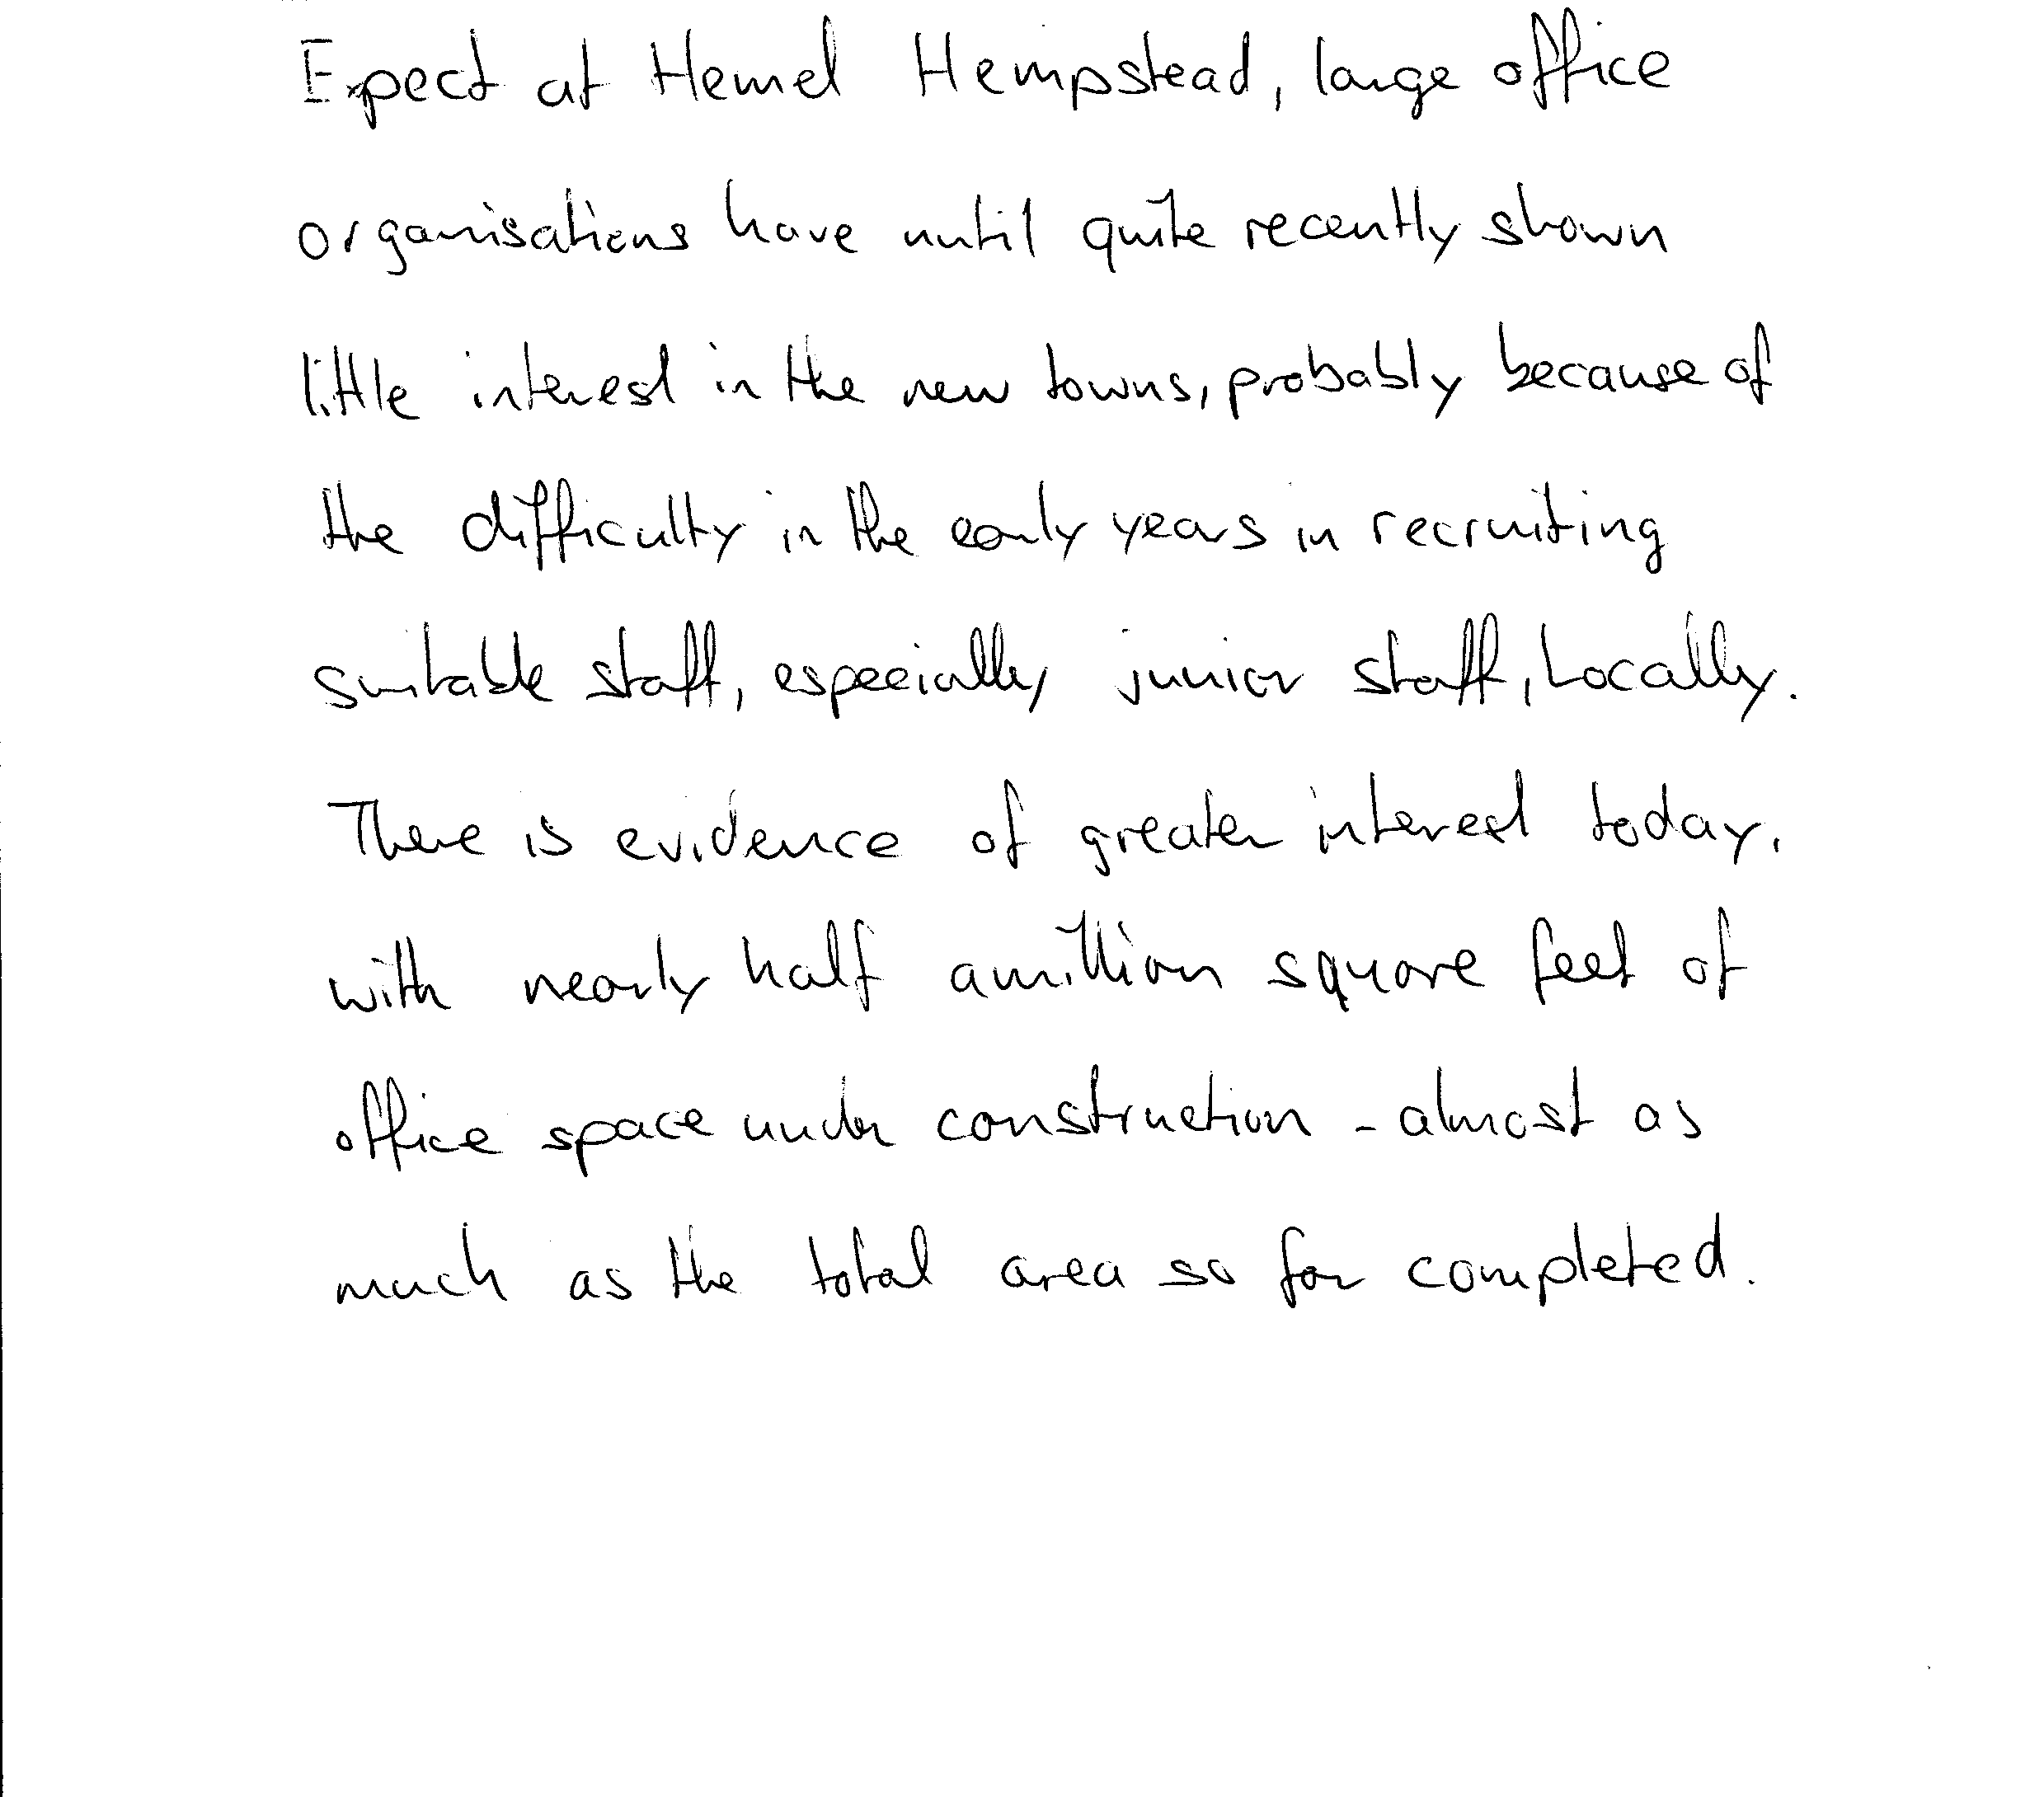 Expect at Hemel Hempstead, large office
organisations have until quite recently shown
little interest in the new towns, probably because of
the difficulty in the early years in recruiting
suitable staff, especially junior staff, locally.
There is evidence of greater interest today,
with nearly half a million square feet of
office space under construction - almost as
much as the total area so far completed.